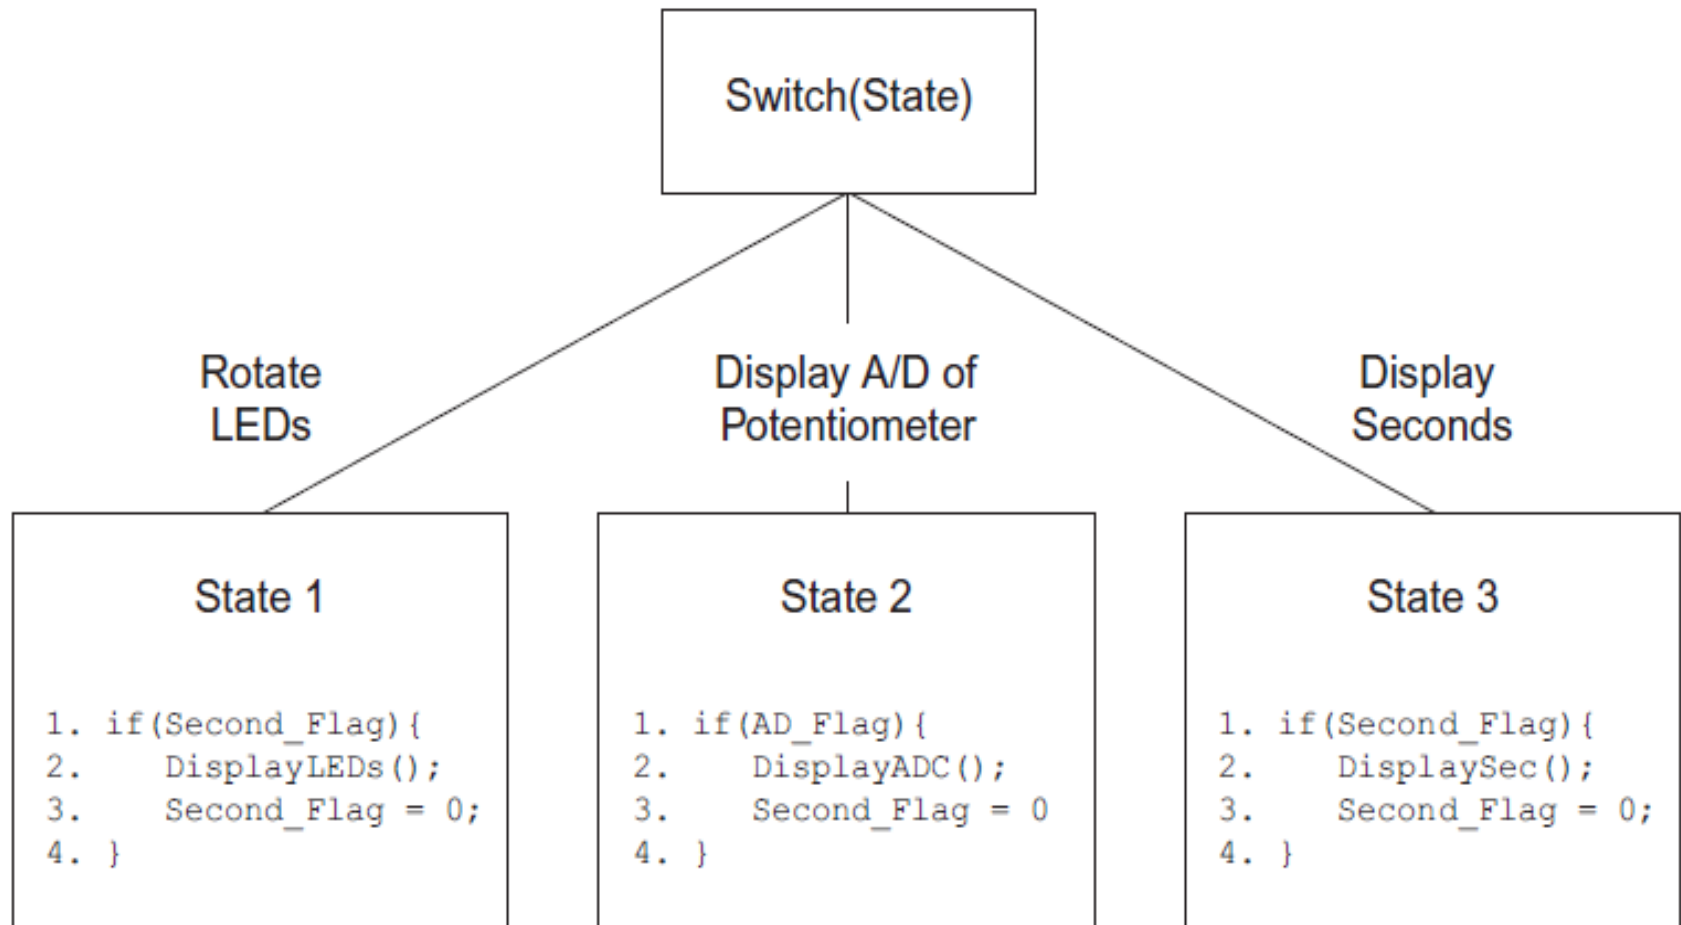 Switch(State)
Rotate
LEDs
Display A/D of
Potentiometer
Display
Seconds
State 1
1. if(Second_Flag){
2.    DisplayLEDs();
3.    Second_Flag = 0;
4. }
State 2
1. if(AD_Flag){
2.    DisplayADC();
3.    Second_Flag = 0
4. }
State 3
1. if(Second_Flag){
2.    DisplaySec();
3.    Second_Flag = 0;
4. }